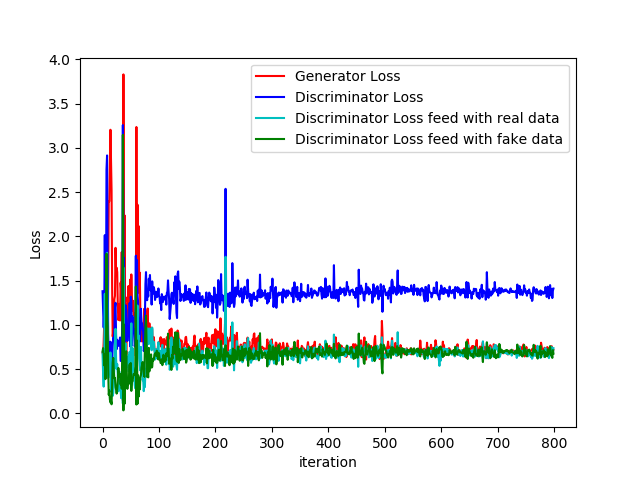 4.0
3.5
3.0
2.5
2.0
1.5
1.0
0.5
0.0
Loss
Generator Loss
Discriminator Loss
Discriminator Loss feed with real data
Discriminator Loss feed with fake data
0 100 200 300 400 500 600 700 800
iteration